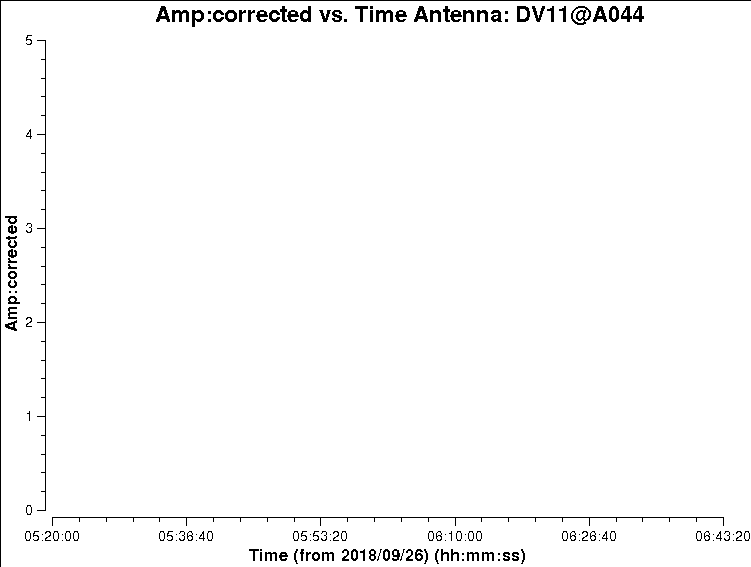 Amp:corrected vs. Time Antenna: DV11@A044
5
4
3
2
1
0
Amp:corrected
05:20:00 05:36:40 05:53:20 06:10:00 06:26:40 06:43:20
Time (from 2018/09/26) (hh:mm:ss)